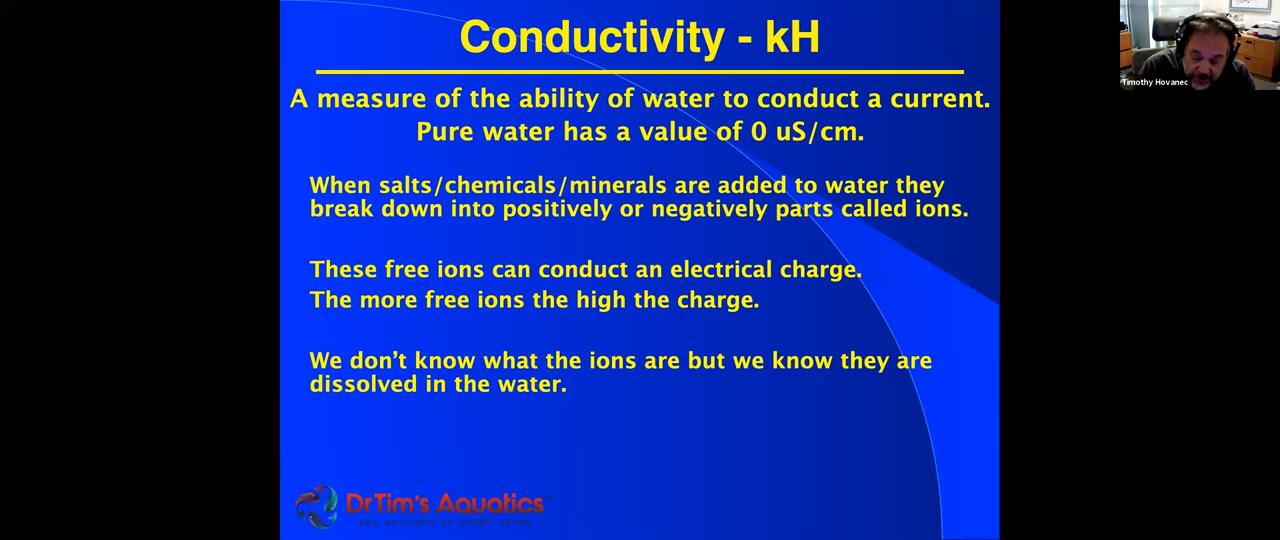 Conductivity - kH
A measure of the ability of water to conduct a current.
Pure water has a value of 0 uS/cm.
When salts/chemicals/minerals are added to water they
break down into positively or negatively parts called ions.
These free ions can conduct an electrical charge.
The more free ions the high the charge.
We don’t know what the ions are but we know they are
dissolved in the water.
DrTim's Aquatics
Timothy Hovanec